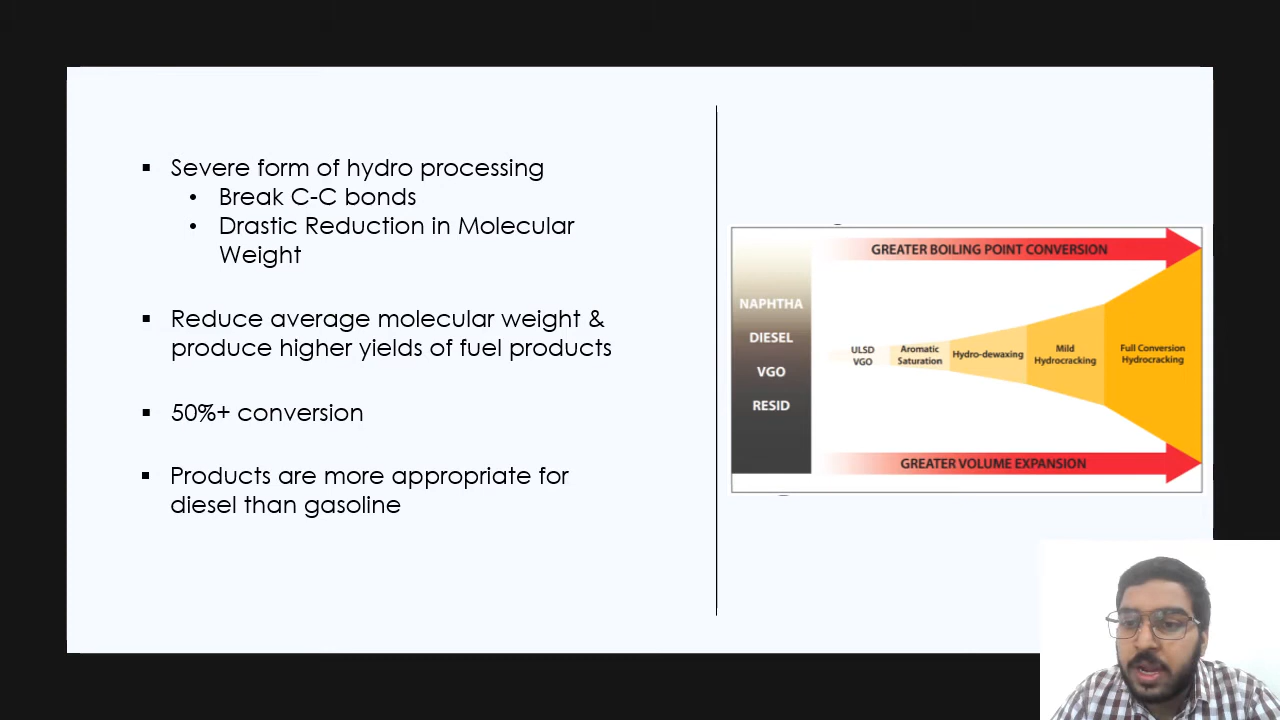 ▪ Severe form of hydro processing
• Break C-C bonds
• Drastic Reduction in Molecular
Weight
▪ Reduce average molecular weight &
produce higher yields of fuel products
▪ 50%+ conversion
▪ Products are more appropriate for
diesel than gasoline
GREATER BOILING POINT CONVERSION
NAPHTHA
DIESEL
VGO
RESID
ULSD
VGO
Aromatic
Saturation
Hydro-dewaxing
Mild
Hydrocracking
Full Conversion
Hydrocracking
GREATER VOLUME EXPANSION